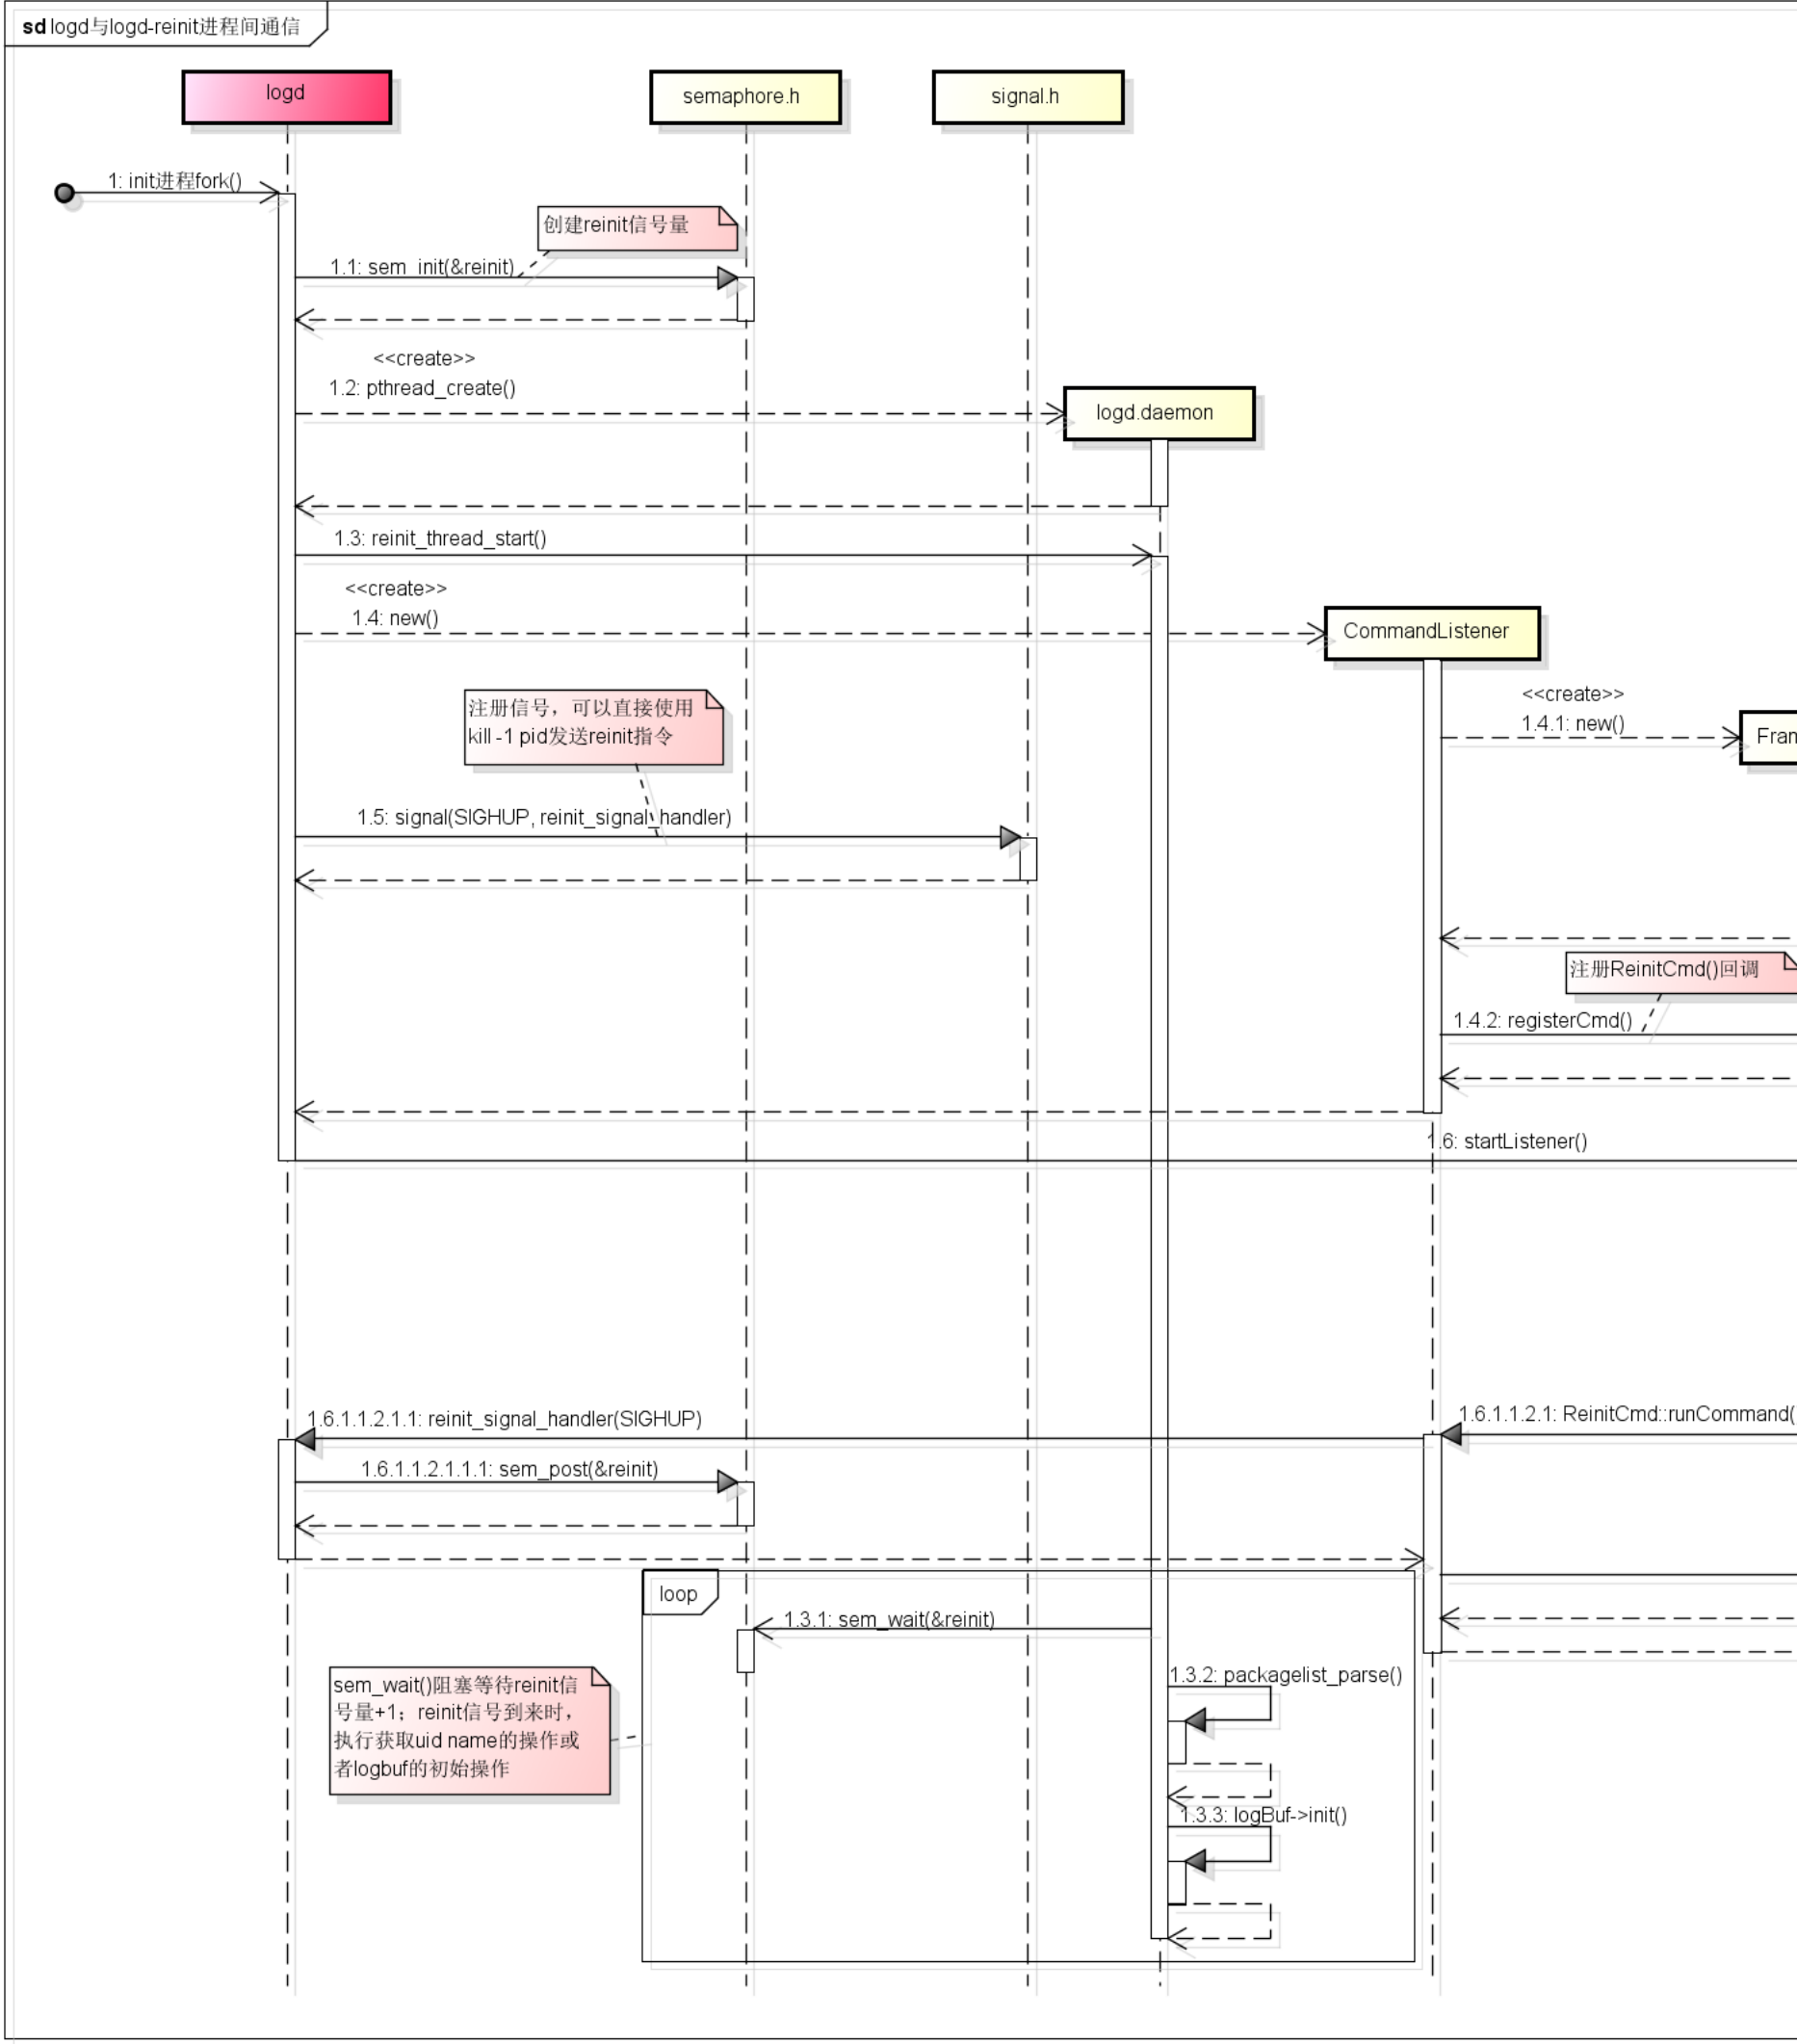 sd logd与logd-reinit进程间通信
logd
semaphore.h
signal.h
1: init进程fork()
创建reinit信号量
1.1: sem_init(&reinit)
<<create>>
1.2: pthread_create()
logd.daemon
1.3: reinit_thread_start()
<<create>>
1.4: new()
CommandListener
<<create>>
1.4.1: new()
Fran
注册信号，可以直接使用
kill -1 pid发送reinit指令
1.5: signal(SIGHUP, reinit_signal_handler)
注册ReinitCmd()回调
1.4.2: registerCmd()
1.6: startListener()
1.6.1.1.2.1.1: reinit_signal_handler(SIGHUP)
1.6.1.1.2.1: ReinitCmd::runCommand(
1.6.1.1.2.1.1.1: sem_post(&reinit)
loop
1.3.1: sem_wait(&reinit)
sem_wait()阻塞等待reinit信
号量+1；reinit信号到来时，
执行获取uid name的操作或
者logbuf的初始操作
1.3.2: packagelist_parse()
1.3.3: logBuf->init()